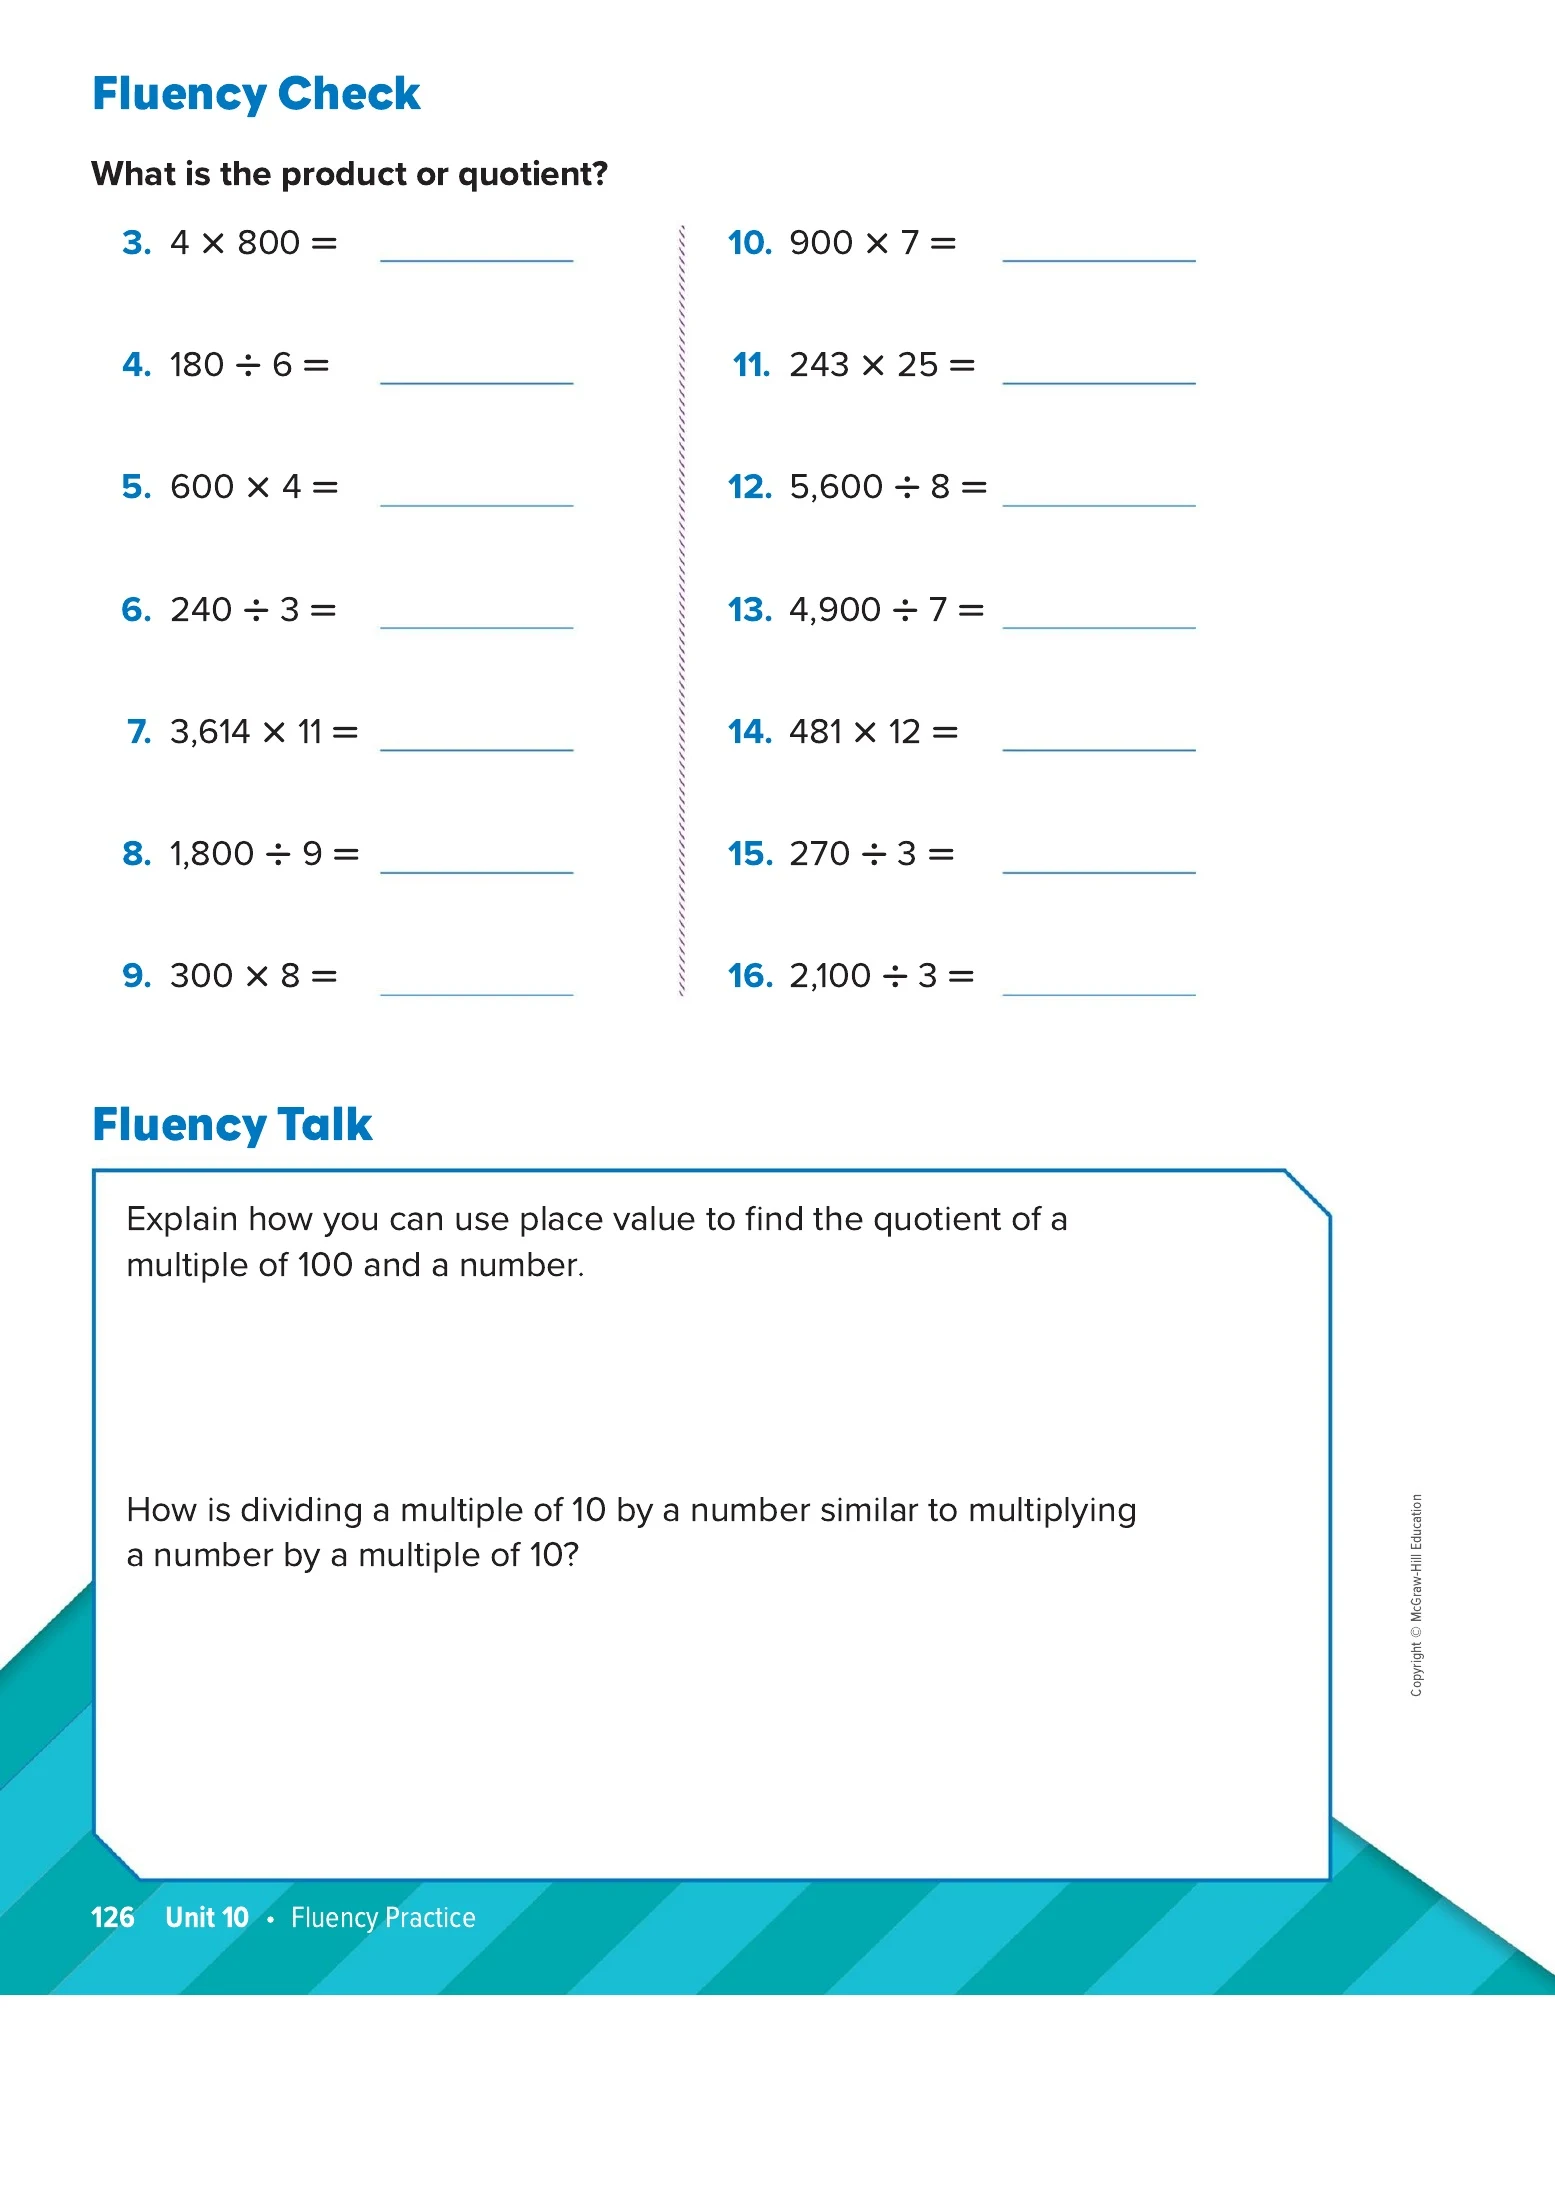 Fluency Check
What is the product or quotient?
3. 4 × 800 =
4. 180 ÷ 6 =
5. 600 × 4 =
6. 240 ÷ 3 =
7. 3,614 × 11 =
8. 1,800 ÷ 9 =
9. 300 × 8 =
10. 900 × 7 =
11. 243 × 25 =
12. 5,600 ÷ 8 =
13. 4,900 ÷ 7 =
14. 481 × 12 =
15. 270 ÷ 3 =
16. 2,100 ÷ 3 =
Fluency Talk
Explain how you can use place value to find the quotient of a
multiple of 100 and a number.
How is dividing a multiple of 10 by a number similar to multiplying
a number by a multiple of 10?
Copyright © McGraw-Hill Education
126 Unit 10 • Fluency Practice